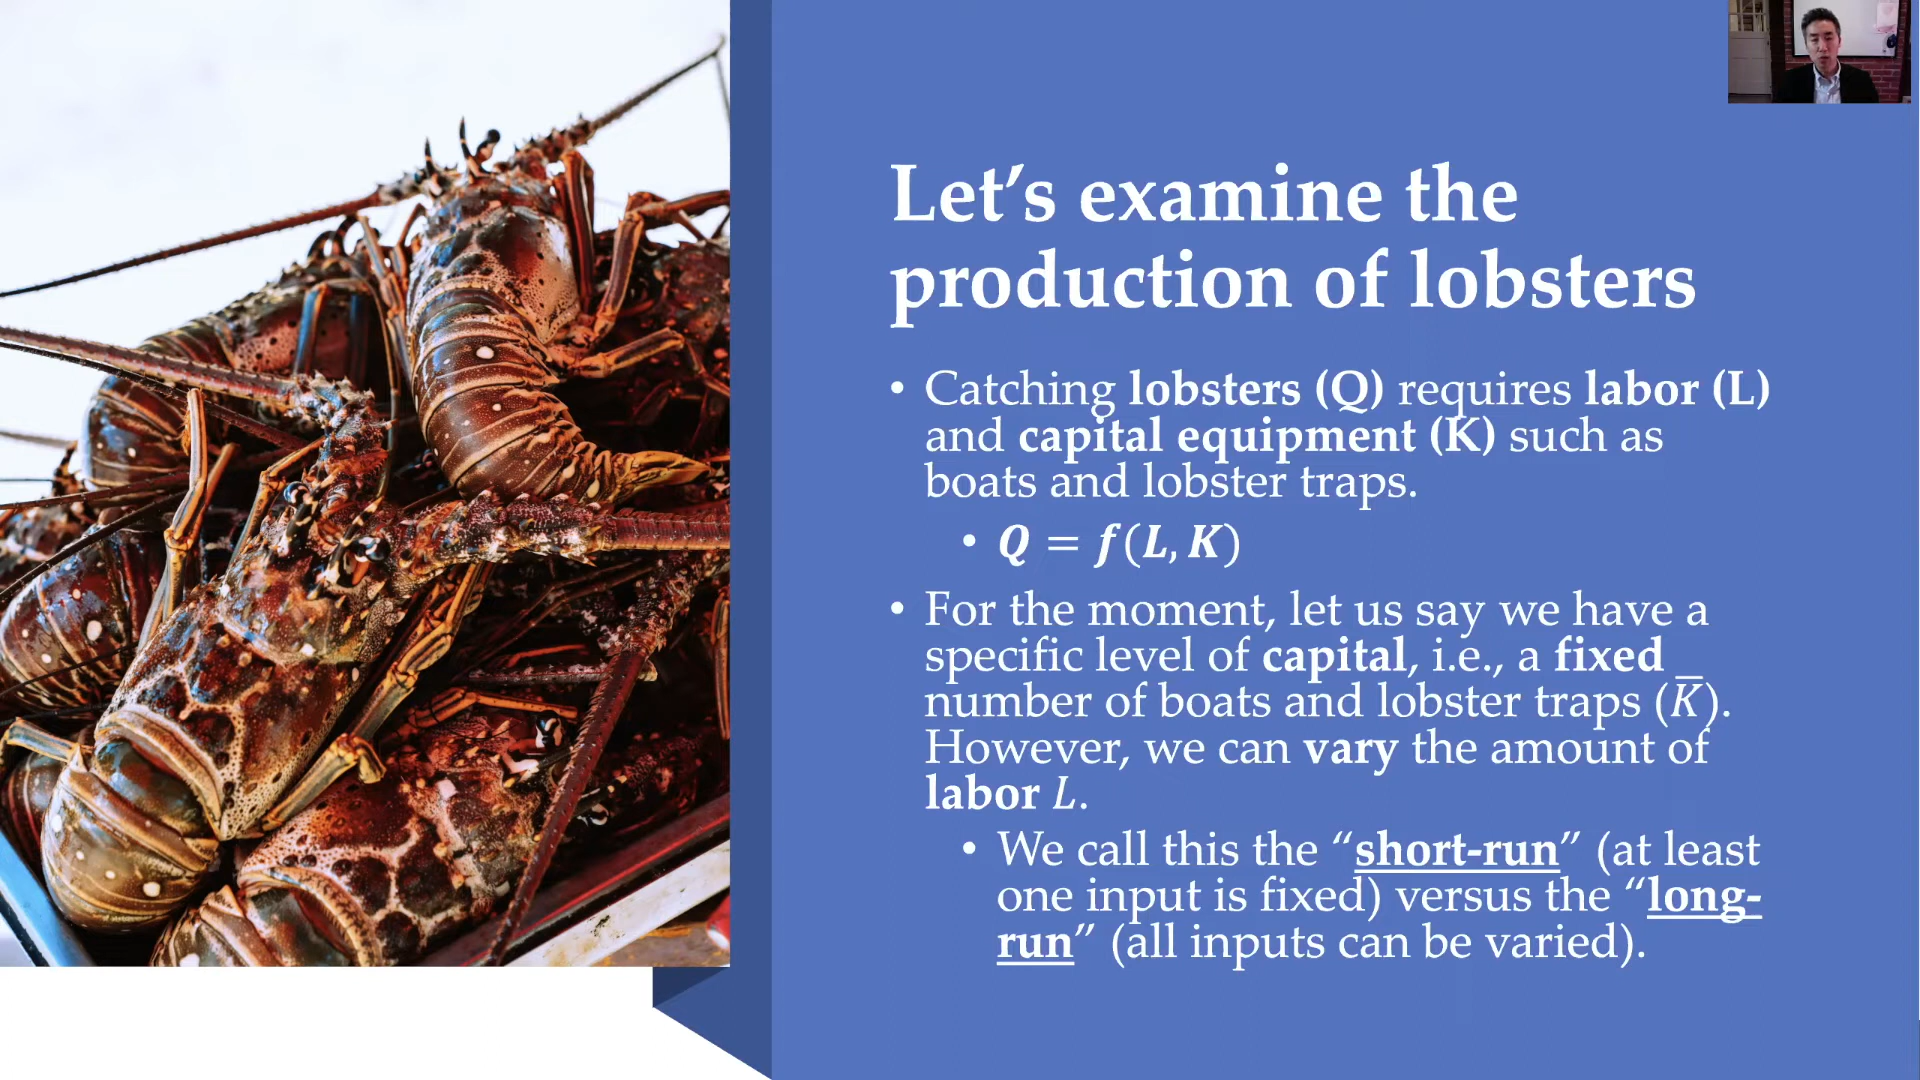 Let’s examine the
production of lobsters
• Catching lobsters (Q) requires labor (L)
and capital equipment (K) such as
boats and lobster traps.
• Q = f(L, K)
• For the moment, let us say we have a
specific level of capital, i.e., a fixed
number of boats and lobster traps (K̅).
However, we can vary the amount of
labor L.
• We call this the “short-run” (at least
one input is fixed) versus the “long-
run” (all inputs can be varied).